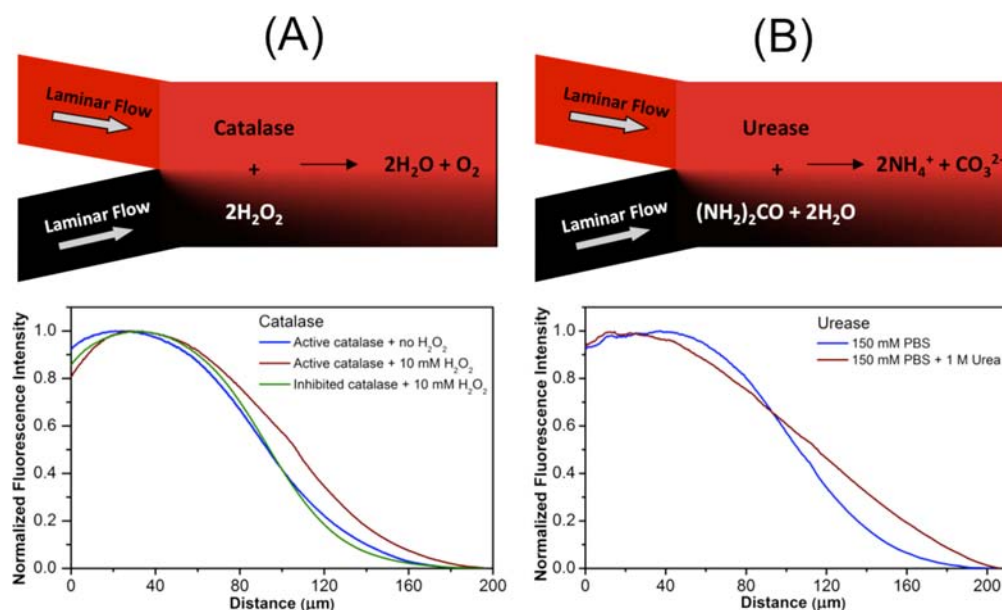 (A)
Laminar Flow
Catalase
+
2H₂O + O₂
2H₂O₂
Laminar Flow
Normalized Fluorescence Intensity
1.0
0.8
0.6
0.4
0.2
0.0
Catalase
Active catalase + no H₂O₂
Active catalase + 10 mM H₂O₂
Inhibited catalase + 10 mM H₂O₂
0 40 80 120 160 200
Distance (μm)
(B)
Laminar Flow
Urease
+
2NH₄⁺ + CO₃²⁻
(NH₂)₂CO + 2H₂O
Laminar Flow
Normalized Fluorescence Intensity
1.0
0.8
0.6
0.4
0.2
0.0
Urease
150 mM PBS
150 mM PBS + 1 M Urea
0 40 80 120 160 200
Distance (μm)